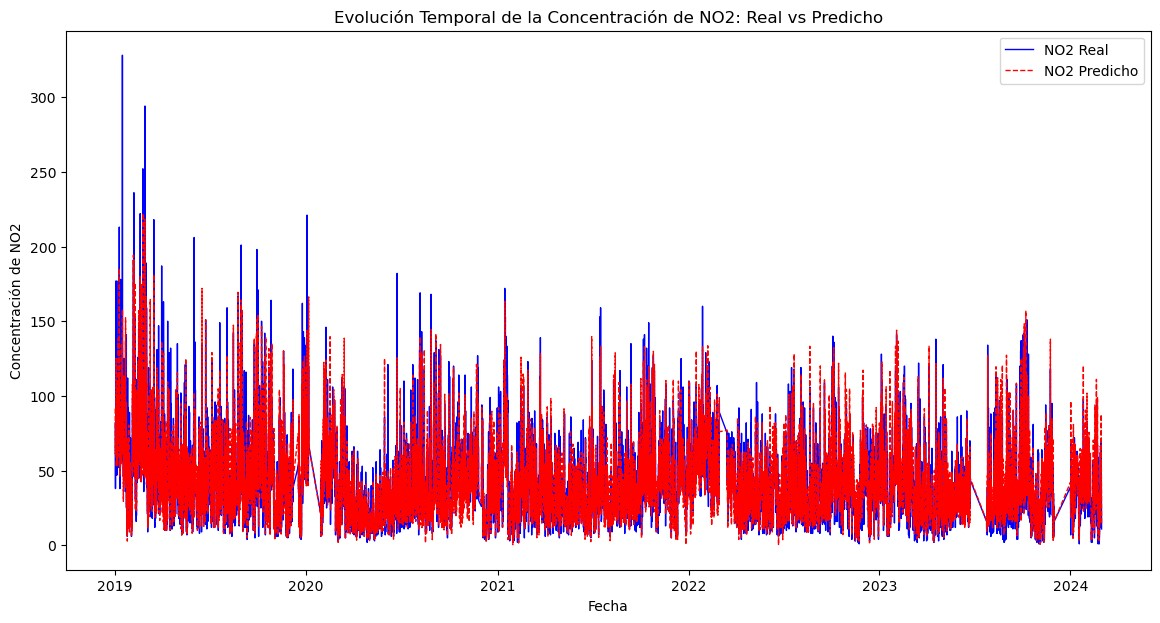 Evolución Temporal de la Concentración de NO2: Real vs Predicho
NO2 Real
NO2 Predicho
Concentración de NO2
300
250
200
150
100
50
0
2019
2020
2021
2022
2023
2024
Fecha